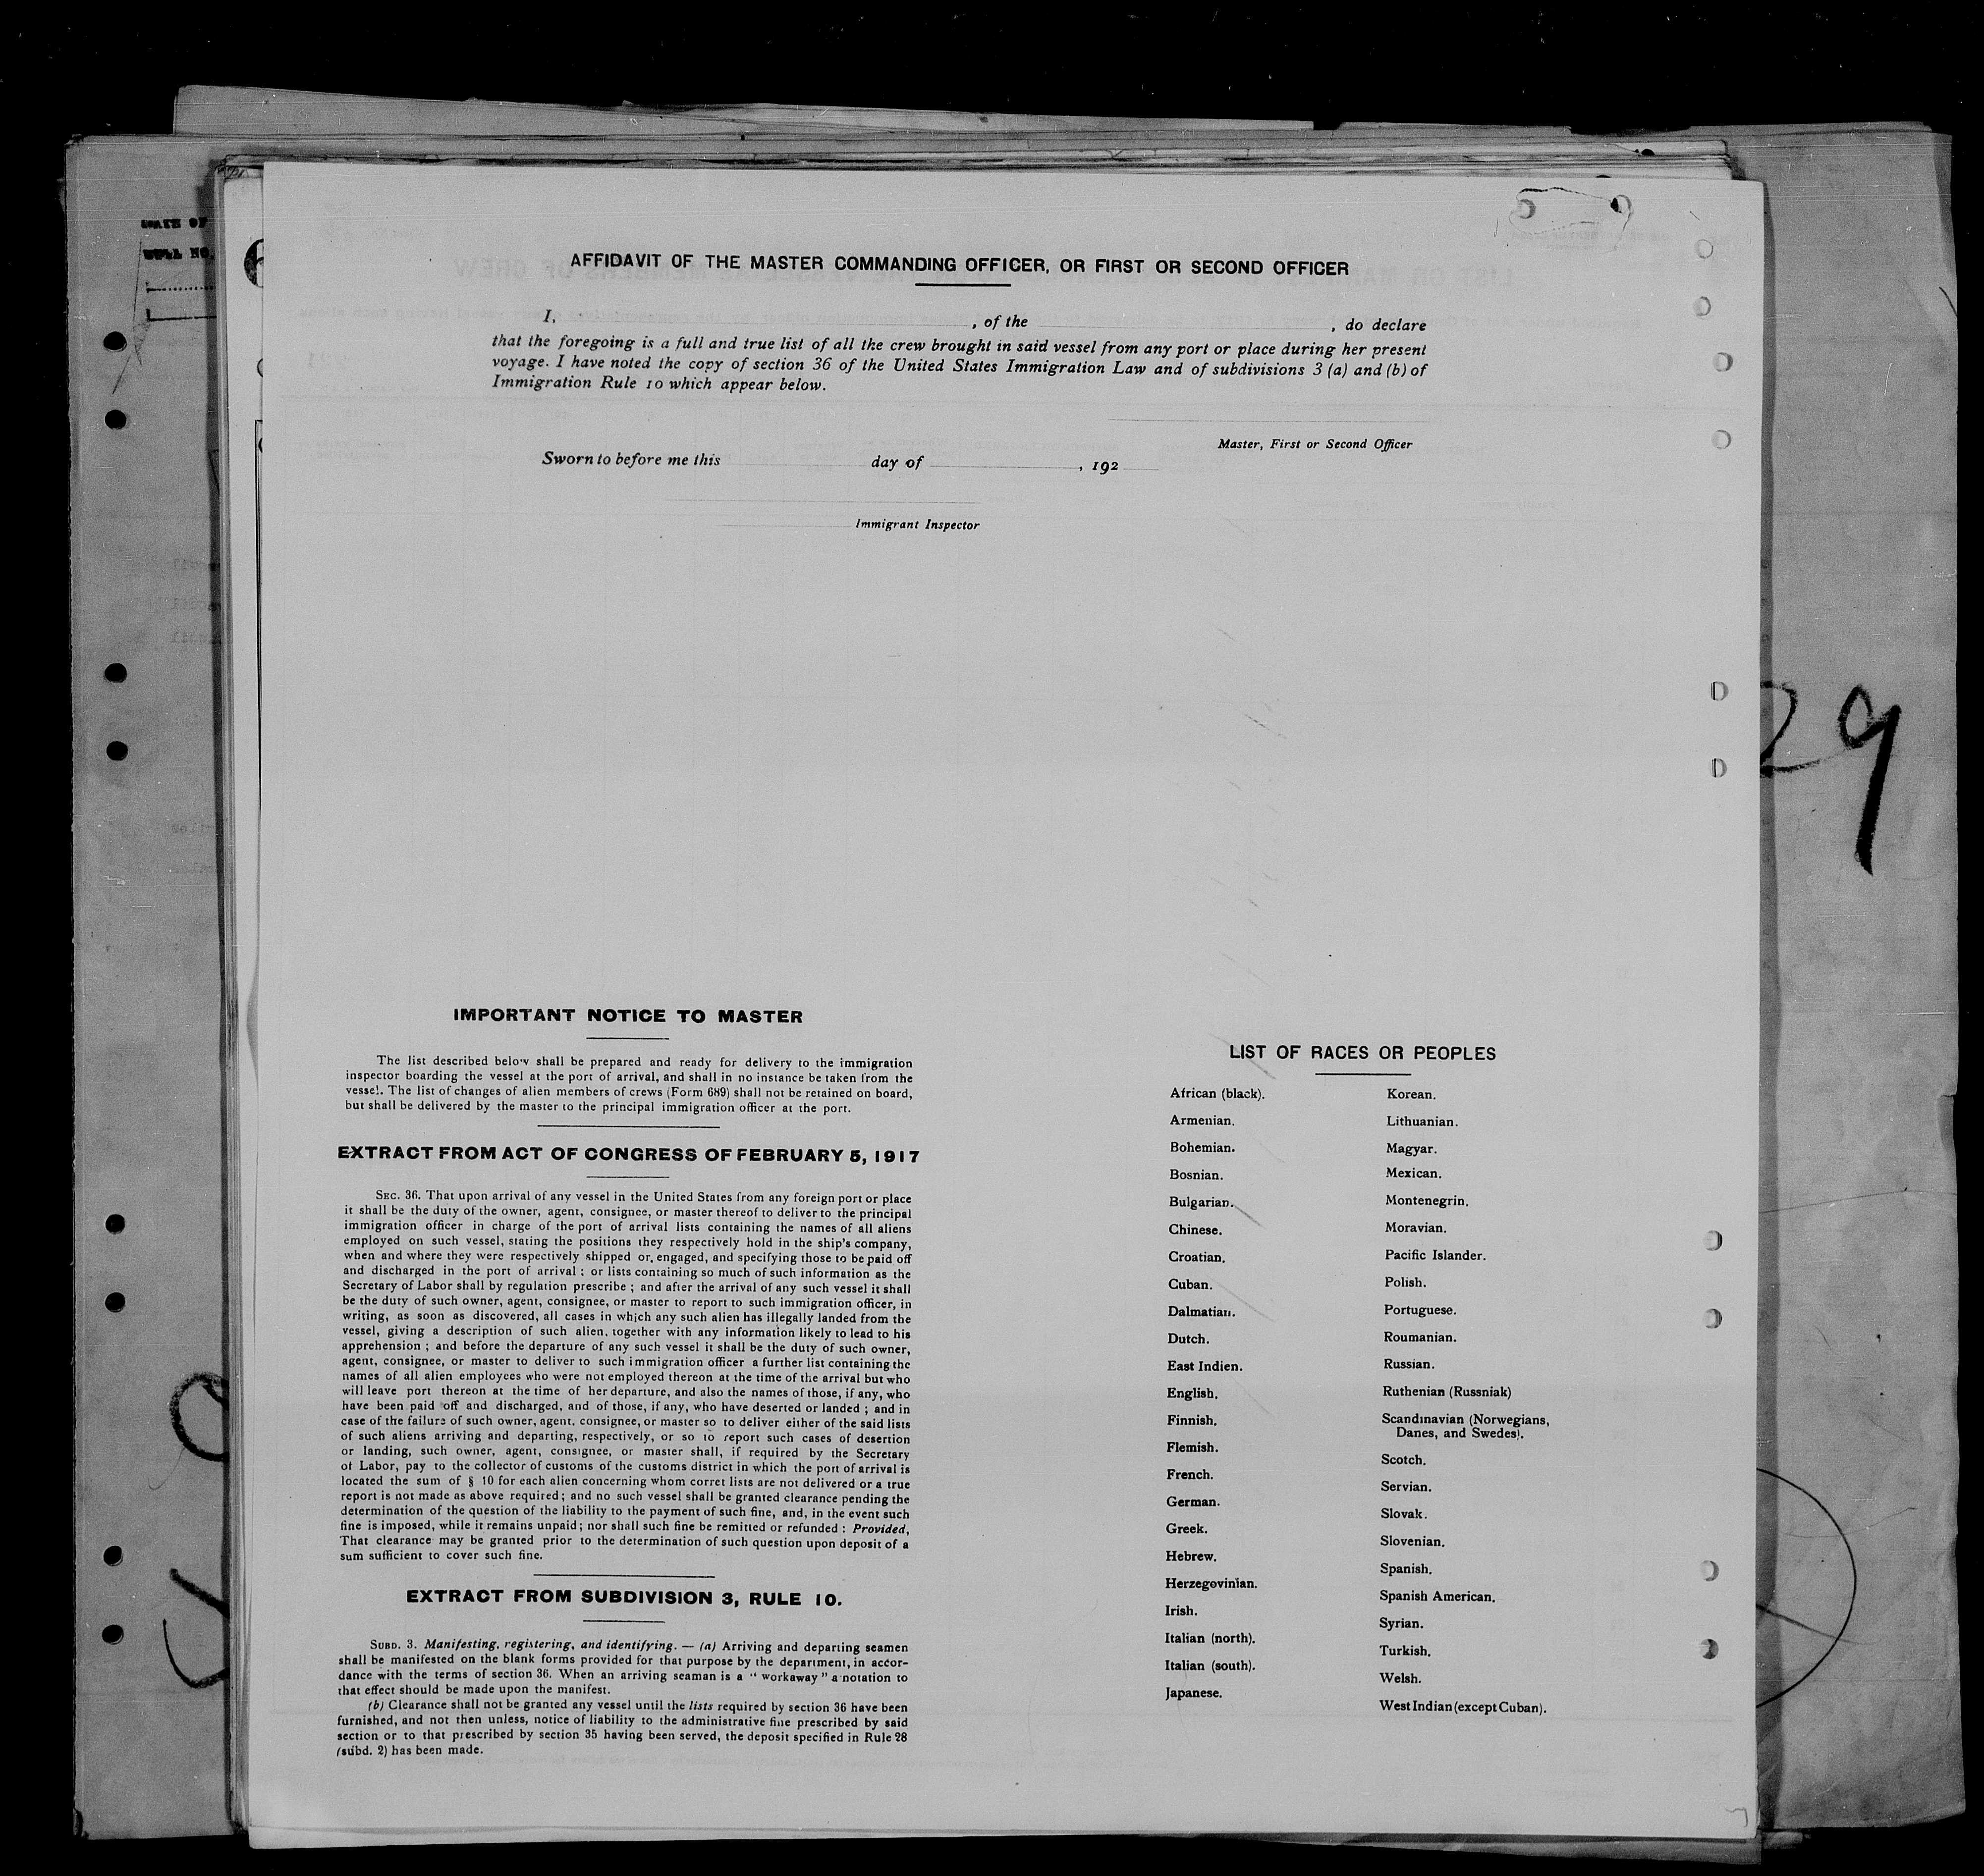 AFFIDAVIT OF THE MASTER COMMANDING OFFICER, OR FIRST OR SECOND OFFICER
I, , of the , do declare
that the foregoing is a full and true list of all the crew brought in said vessel from any port or place during her present
voyage. I have noted the copy of section 36 of the United States Immigration Law and of subdivisions 3 (a) and (b) of
Immigration Rule 10 which appear below.
Master, First or Second Officer
Sworn to before me this day of , 192
Immigrant Inspector
29
IMPORTANT NOTICE TO MASTER
The list described below shall be prepared and ready for delivery to the immigration
inspector boarding the vessel at the port of arrival, and shall in no instance be taken from the
vessel. The list of changes of alien members of crews (Form 689) shall not be retained on board,
but shall be delivered by the master to the principal immigration officer at the port.
EXTRACT FROM ACT OF CONGRESS OF FEBRUARY 5, 1917
SEC. 36. That upon arrival of any vessel in the United States from any foreign port or place
it shall be the duty of the owner, agent, consignee, or master thereof to deliver to the principal
immigration officer in charge of the port of arrival lists containing the names of all aliens
employed on such vessel, stating the positions they respectively hold in the ship's company,
when and where they were respectively shipped or, engaged, and specifying those to be paid off
and discharged in the port of arrival ; or lists containing so much of such information as the
Secretary of Labor shall by regulation prescribe ; and after the arrival of any such vessel it shall
be the duty of such owner, agent, consignee, or master to report to such immigration officer, in
writing, as soon as discovered, all cases in which any such alien has illegally landed from the
vessel, giving a description of such alien, together with any information likely to lead to his
apprehension ; and before the departure of any such vessel it shall be the duty of such owner,
agent, consignee, or master to deliver to such immigration officer a further list containing the
names of all alien employees who were not employed thereon at the time of the arrival but who
will leave port thereon at the time of her departure, and also the names of those, if any, who
have been paid off and discharged, and of those, if any, who have deserted or landed ; and in
case of the failure of such owner, agent, consignee, or master so to deliver either of the said lists
of such aliens arriving and departing, respectively, or so to report such cases of desertion
or landing, such owner, agent, consignee, or master shall, if required by the Secretary
of Labor, pay to the collector of customs of the customs district in which the port of arrival is
located the sum of § 10 for each alien concerning whom corret lists are not delivered or a true
report is not made as above required ; and no such vessel shall be granted clearance pending the
determination of the question of the liability to the payment of such fine, and, in the event such
fine is imposed, while it remains unpaid ; nor shall such fine be remitted or refunded : Provided,
That clearance may be granted prior to the determination of such question upon deposit of a
sum sufficient to cover such fine.
EXTRACT FROM SUBDIVISION 3, RULE 10.
SUBD. 3. Manifesting, registering, and identifying. — (a) Arriving and departing seamen
shall be manifested on the blank forms provided for that purpose by the department, in accor-
dance with the terms of section 36. When an arriving seaman is a " workaway " a notation to
that effect should be made upon the manifest.
(b) Clearance shall not be granted any vessel until the lists required by section 36 have been
furnished, and not then unless, notice of liability to the administrative fine prescribed by said
section or to that prescribed by section 35 having been served, the deposit specified in Rule 28
(subd. 2) has been made.
LIST OF RACES OR PEOPLES
African (black).
Armenian.
Bohemian.
Bosnian.
Bulgarian.
Chinese.
Croatian.
Cuban.
Dalmatian.
Dutch.
East Indien.
English.
Finnish.
Flemish.
French.
German.
Greek.
Hebrew.
Herzegovinian.
Irish.
Italian (north).
Italian (south).
Japanese.
Korean.
Lithuanian.
Magyar.
Mexican.
Montenegrin.
Moravian.
Pacific Islander.
Polish.
Portuguese.
Roumanian.
Russian.
Ruthenian (Russniak)
Scandinavian (Norwegians,
Danes, and Swedes).
Scotch.
Servian.
Slovak.
Slovenian.
Spanish.
Spanish American.
Syrian.
Turkish.
Welsh.
West Indian (except Cuban).